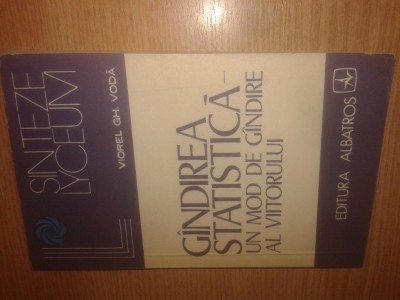 SINTEZE
LYCEUM
VIOREL GH. VODĂ
GÎNDIREA
STATISTICĂ –
UN MOD DE GÎNDIRE
AL VIITORULUI
EDITURA ALBATROS